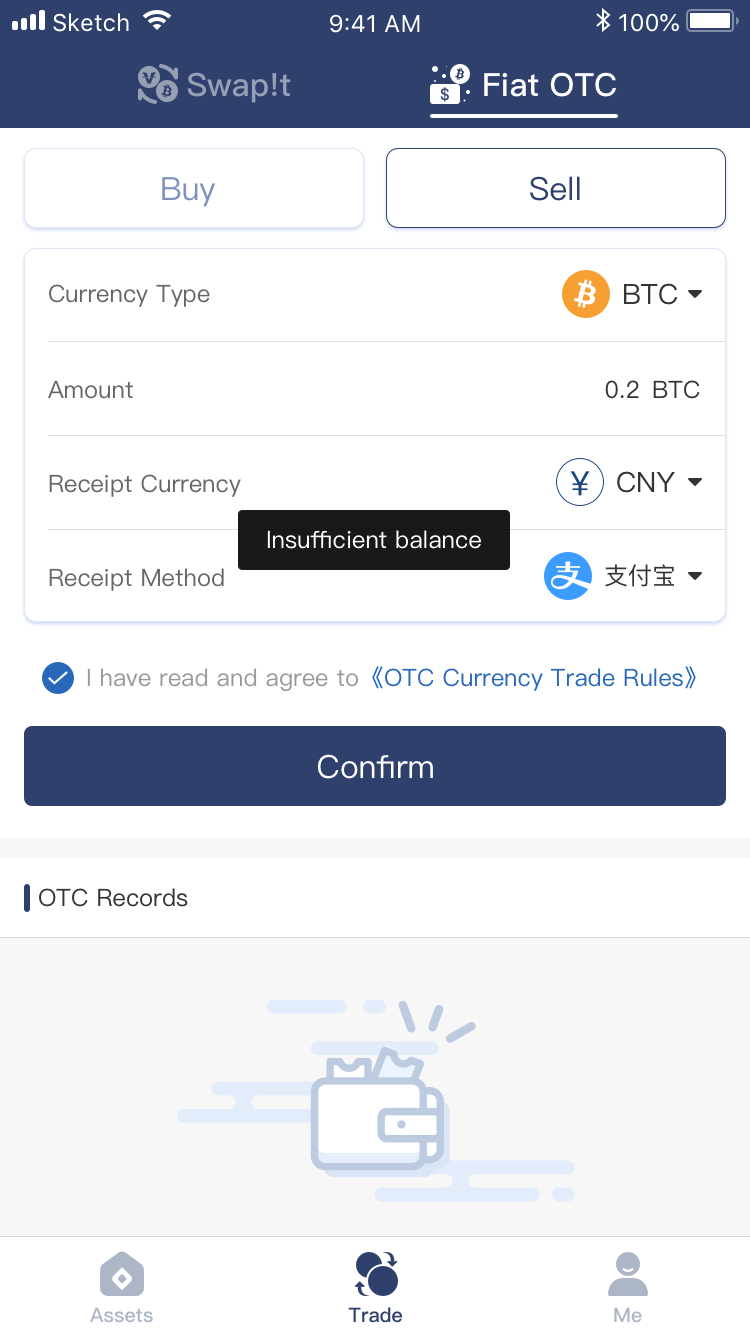 Sketch 9:41 AM 100%
Swap!t Fiat OTC
Buy Sell
Currency Type BTC
Amount 0.2 BTC
Receipt Currency ¥ CNY
Insufficient balance
Receipt Method 支 支付宝
I have read and agree to 《OTC Currency Trade Rules》
Confirm
OTC Records
Assets Trade Me